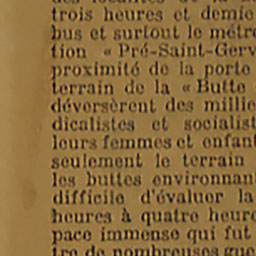 trois heures et demie
bus et surtout le métro
tion « Pré-Saint-Gerv
proximité de la porte
terrain de la « Butte
déversèrent des millie
dicalistes et socialist
leurs femmes et enfant
seulement le terrain
les buttes environnan
difficile d'évaluer la
heures à quatre heure
pace immense qui fut
tre de nombreuses